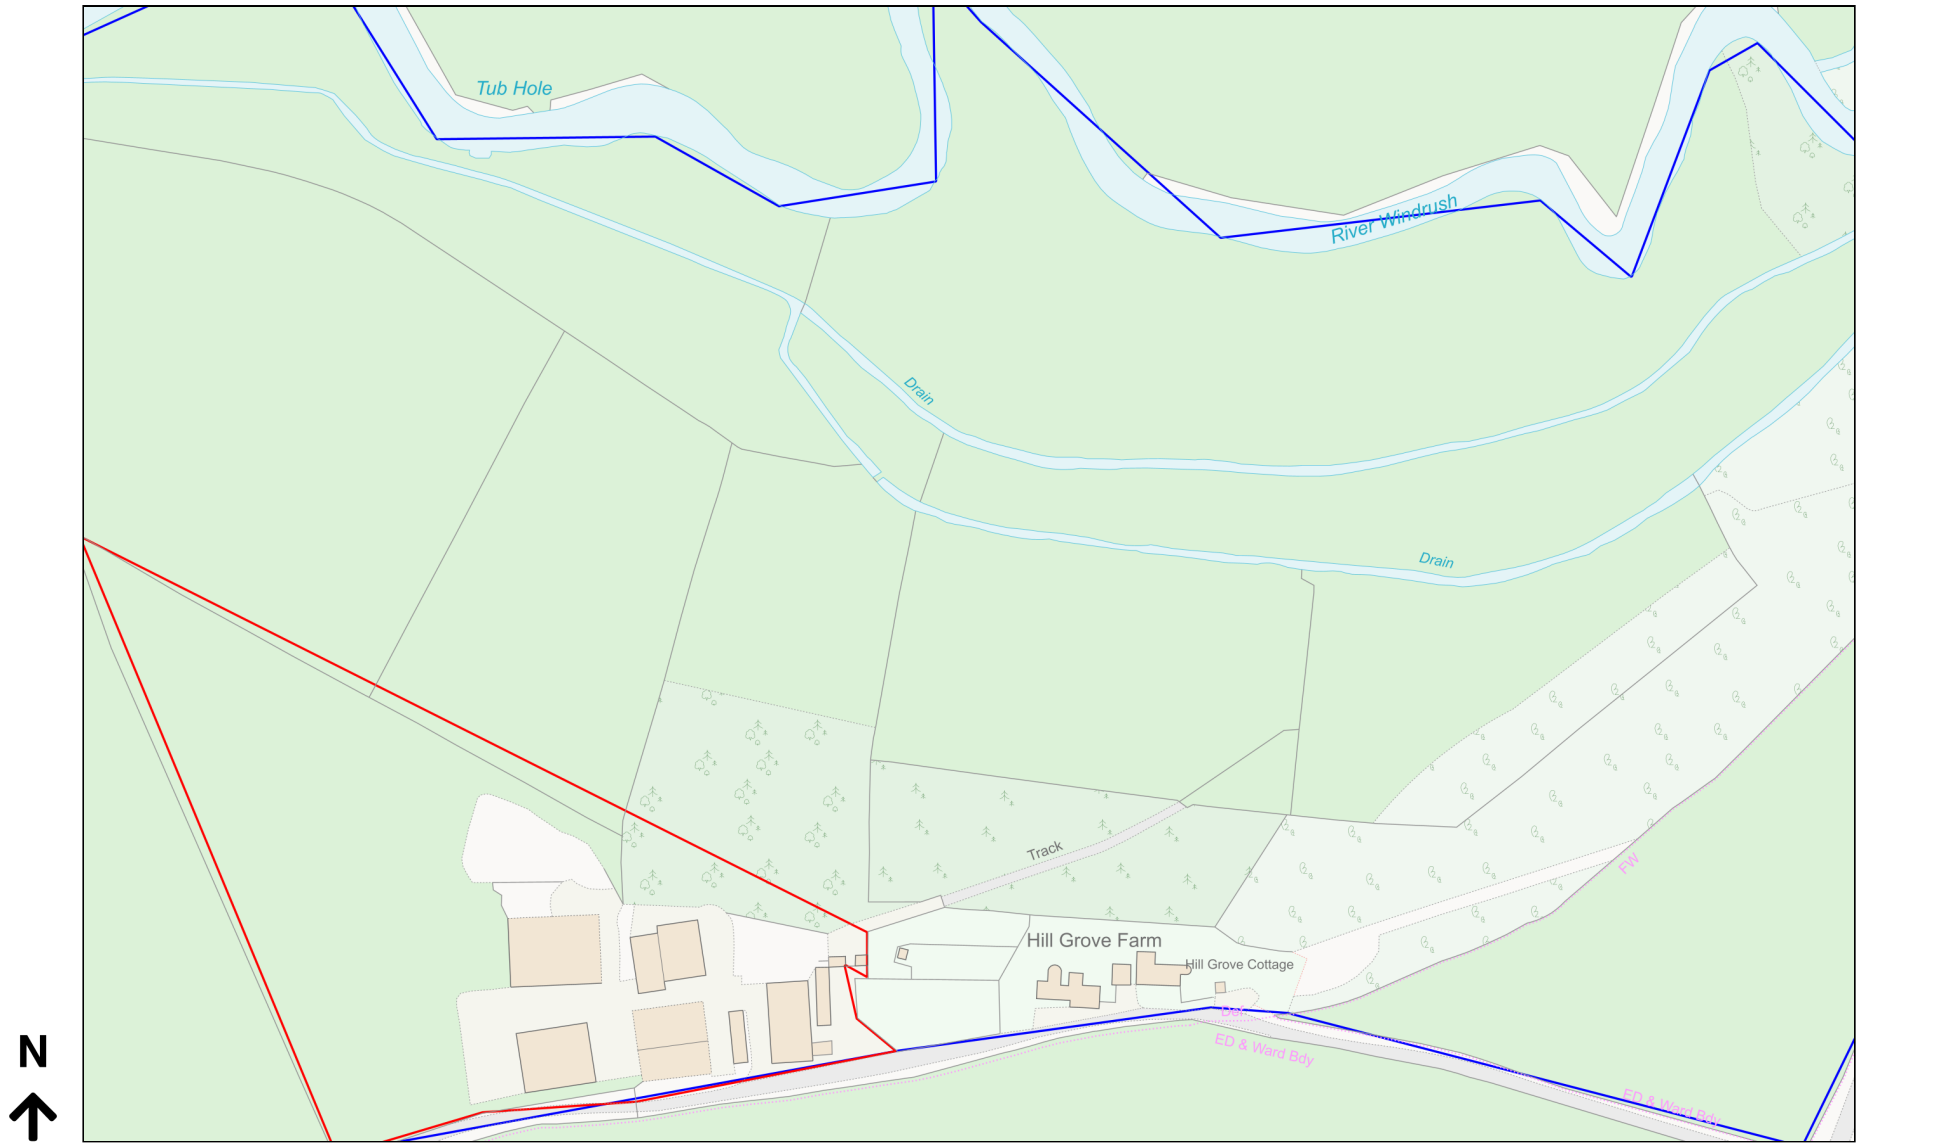 Tub Hole
River Windrush
Drain
Drain
Track
FW
Hill Grove Farm
Hill Grove Cottage
Def
ED & Ward Bdy
ED & Ward Bdy
N